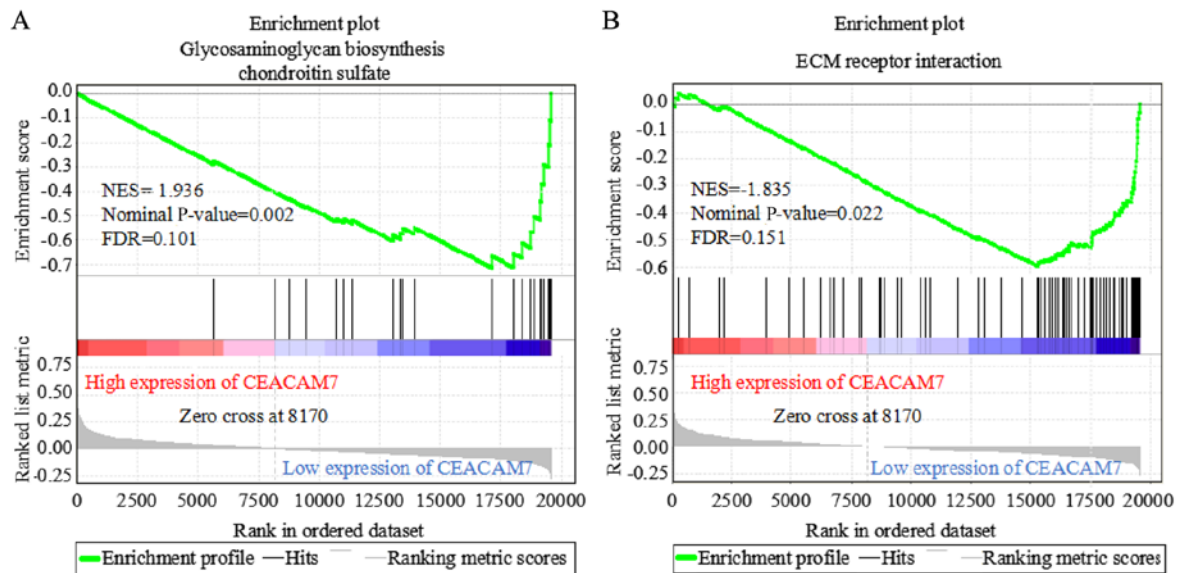 A
Enrichment plot
Glycosaminoglycan biosynthesis
chondroitin sulfate
Enrichment score
0.0
-0.1
-0.2
-0.3
-0.4
-0.5
-0.6
-0.7
NES= 1.936
Nominal P-value=0.002
FDR=0.101
Ranked list metric
0.75
0.50
0.25
0.00
-0.25
High expression of CEACAM7
Zero cross at 8170
Low expression of CEACAM7
0 2500 5000 7500 10000 12500 15000 17500 20000
Rank in ordered dataset
Enrichment profile Hits Ranking metric scores
B
Enrichment plot
ECM receptor interaction
Enrichment score
0.0
-0.1
-0.2
-0.3
-0.4
-0.5
-0.6
NES=-1.835
Nominal P-value=0.022
FDR=0.151
Ranked list metric
0.75
0.50
0.25
0.00
-0.25
High expression of CEACAM7
Zero cross at 8170
Low expression of CEACAM7
0 2500 5000 7500 10000 12500 15000 17500 20000
Rank in ordered dataset
Enrichment profile Hits Ranking metric scores